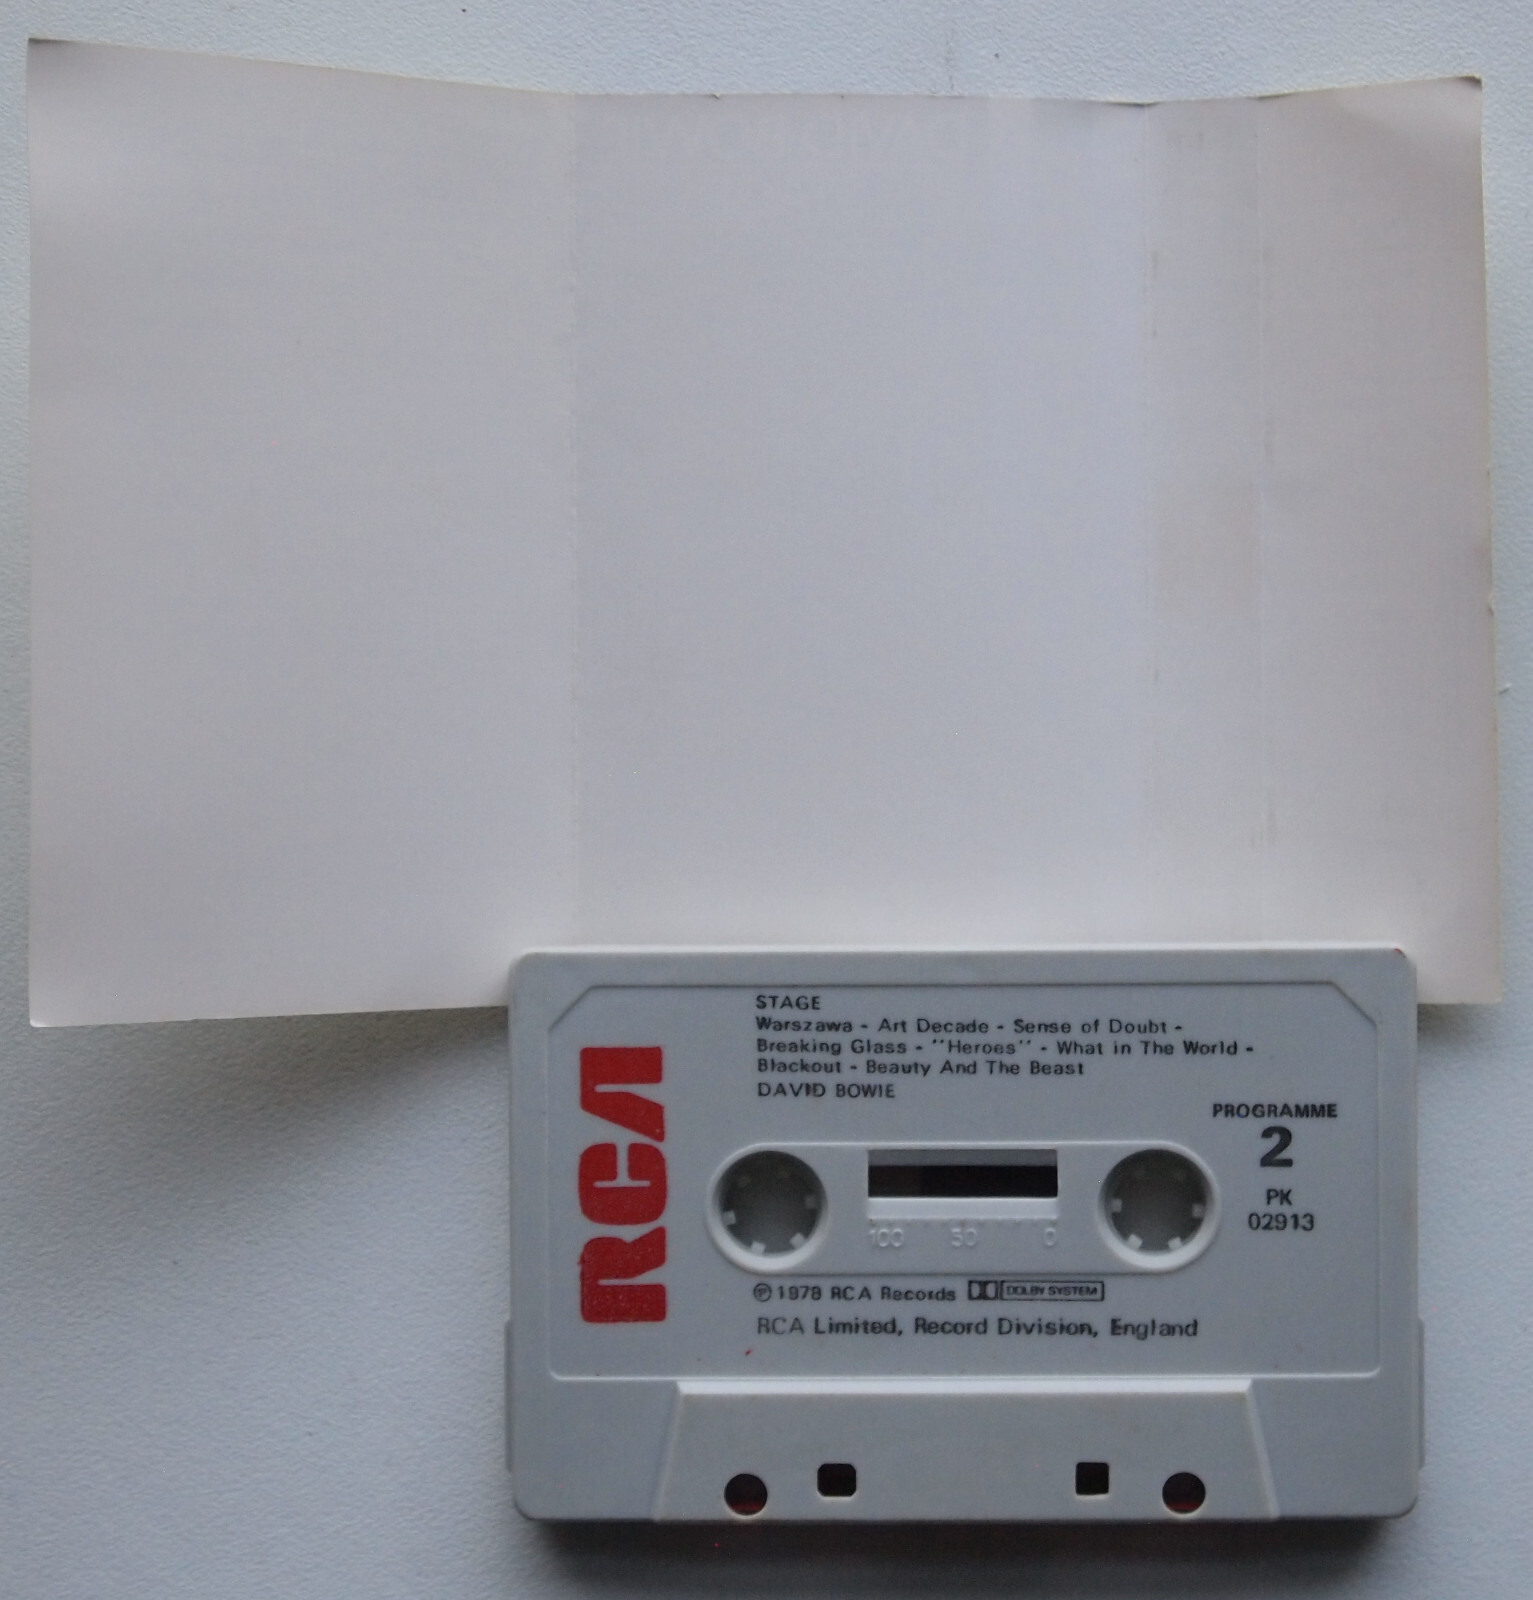 STAGE
Warszawa - Art Decade - Sense of Doubt -
Breaking Glass - "Heroes" - What in The World -
Blackout - Beauty And The Beast
DAVID BOWIE
PROGRAMME
2
PK
02913
RCA
100 50 0
℗ 1978 RCA Records DOLBY SYSTEM
RCA Limited, Record Division, England